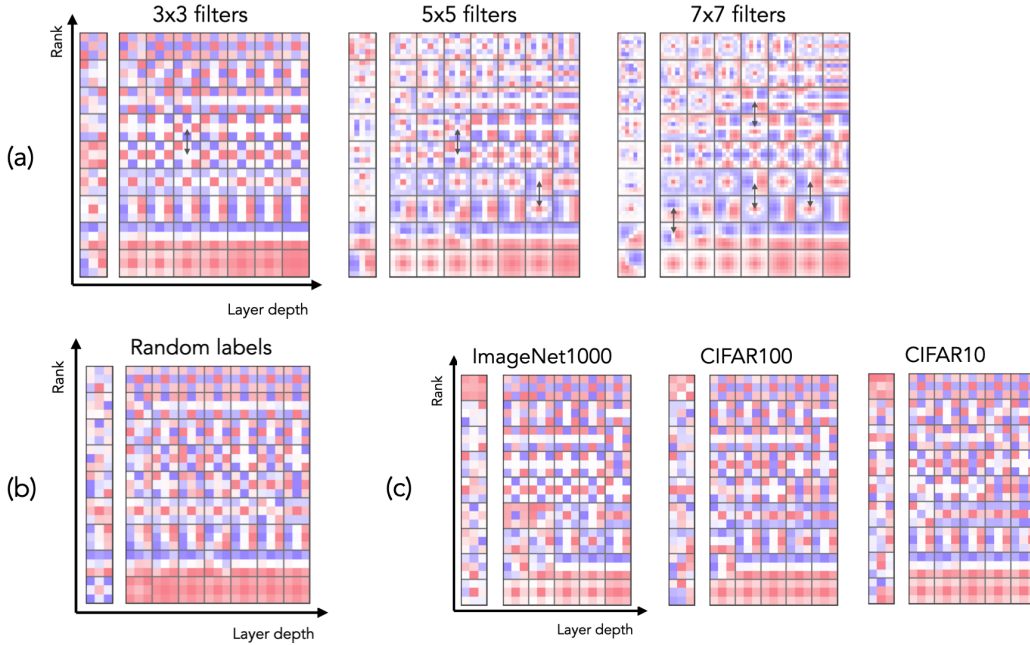 3x3 filters
5x5 filters
7x7 filters
Rank
(a)
Layer depth
Random labels
Rank
(b)
Layer depth
ImageNet1000
CIFAR100
CIFAR10
Rank
(c)
Layer depth